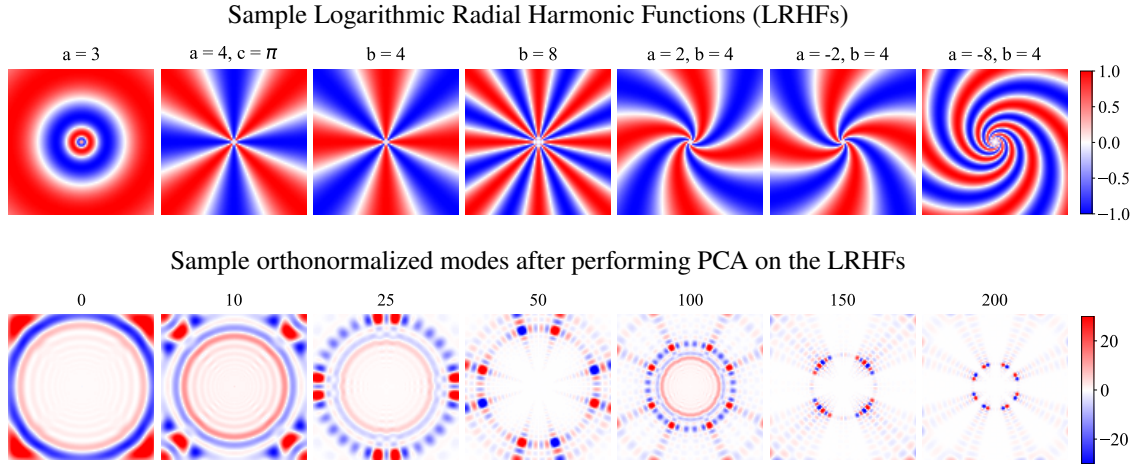 Sample Logarithmic Radial Harmonic Functions (LRHFs)
a = 3 a = 4, c = π b = 4 b = 8 a = 2, b = 4 a = -2, b = 4 a = -8, b = 4
1.0
0.5
0.0
−0.5
−1.0
Sample orthonormalized modes after performing PCA on the LRHFs
0 10 25 50 100 150 200
20
0
−20